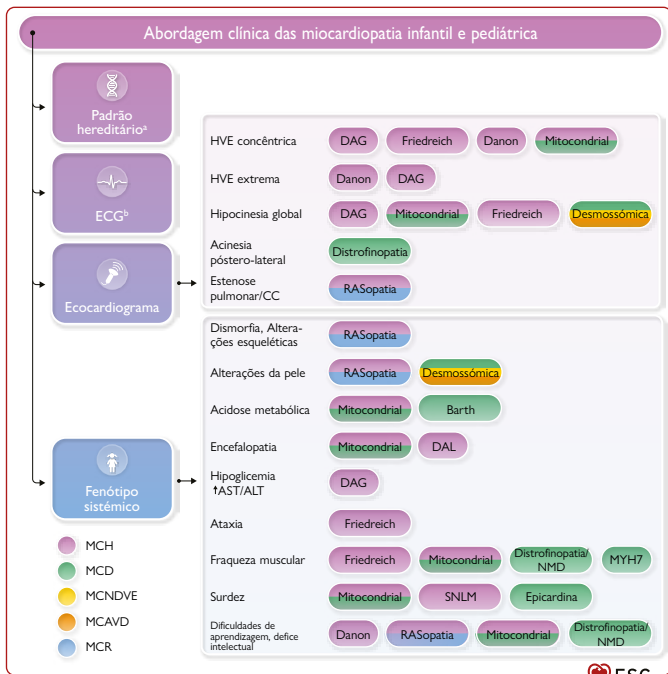 Abordagem clínica das miocardiopatia infantil e pediátrica
Padrão
hereditárioᵃ
ECGᵇ
Ecocardiograma
HVE concêntrica
DAG
Friedreich
Danon
Mitocondrial
HVE extrema
Danon
DAG
Hipocinesia global
DAG
Mitocondrial
Friedreich
Desmossómica
Acinesia
póstero-lateral
Distrofinopatia
Estenose
pulmonar/CC
RASopatia
Fenótipo
sistémico
Dismorfia, Altera-
ções esqueléticas
RASopatia
Alterações da pele
RASopatia
Desmossómica
Acidose metabólica
Mitocondrial
Barth
Encefalopatia
Mitocondrial
DAL
Hipoglicemia
↑AST/ALT
DAG
Ataxia
Friedreich
Fraqueza muscular
Friedreich
Mitocondrial
Distrofinopatia/
NMD
MYH7
Surdez
Mitocondrial
SNLM
Epicardina
Dificuldades de
aprendizagem, defice
intelectual
Danon
RASopatia
Mitocondrial
Distrofinopatia/
NMD
MCH
MCD
MCNDVE
MCAVD
MCR